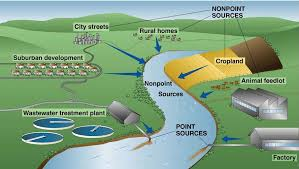 NONPOINT
SOURCES
City streets
Rural homes
Suburban development
Cropland
Nonpoint
Sources
Animal feedlot
Wastewater treatment plant
POINT
SOURCES
Factory